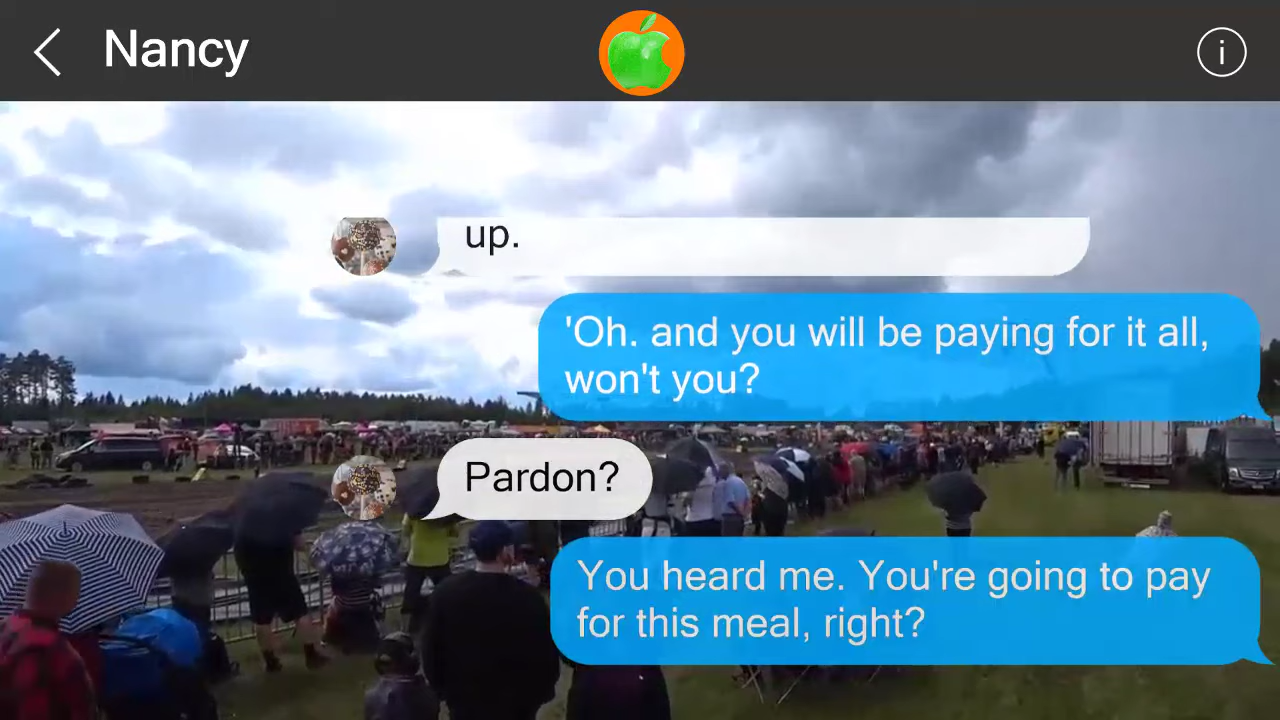 Nancy
i
up.
'Oh. and you will be paying for it all,
won't you?
Pardon?
You heard me. You're going to pay
for this meal, right?